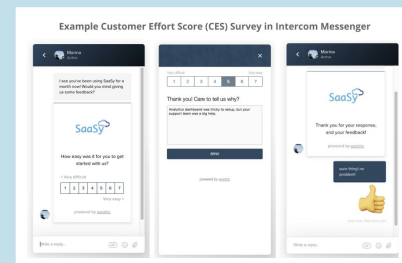 Example Customer Effort Score (CES) Survey in Intercom Messenger
Marina
Active
I see you've been using SaaSy for a
month now! Would you mind giving
us some feedback?
SaaSy
How easy was it for you to get
started with us?
< Very difficult
1 2 3 4 5 6 7
Very easy >
powered by
Write a reply...
Very difficult
Very easy
1 2 3 4 5 6 7
Thank you! Care to tell us why?
Analytics dashboard was tricky to setup, but your
support team was a big help.
SEND
powered by
Marina
Active
SaaSy
Thank you for your response,
and your feedback!
powered by
sure thing! no
problem!
Write a reply...